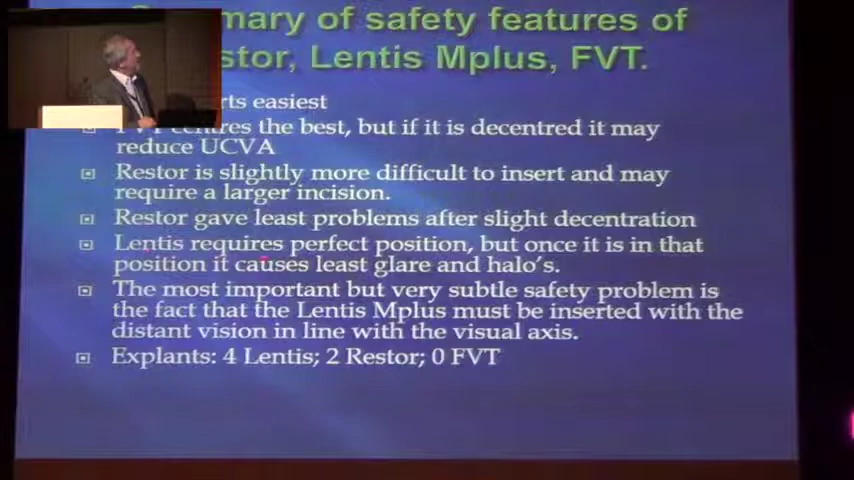 of safety features of
Lentis Mplus, FVT.
easiest
the best, but if it is decentred it may
reduce UCVA
Restor is slightly more difficult to insert and may
require a larger incision.
Restor gave least problems after slight decentration
Lentis requires perfect position, but once it is in that
position it causes least glare and halo's.
The most important but very subtle safety problem is
the fact that the Lentis Mplus must be inserted with the
distant vision in line with the visual axis.
Explants: 4 Lentis; 2 Restor; 0 FVT